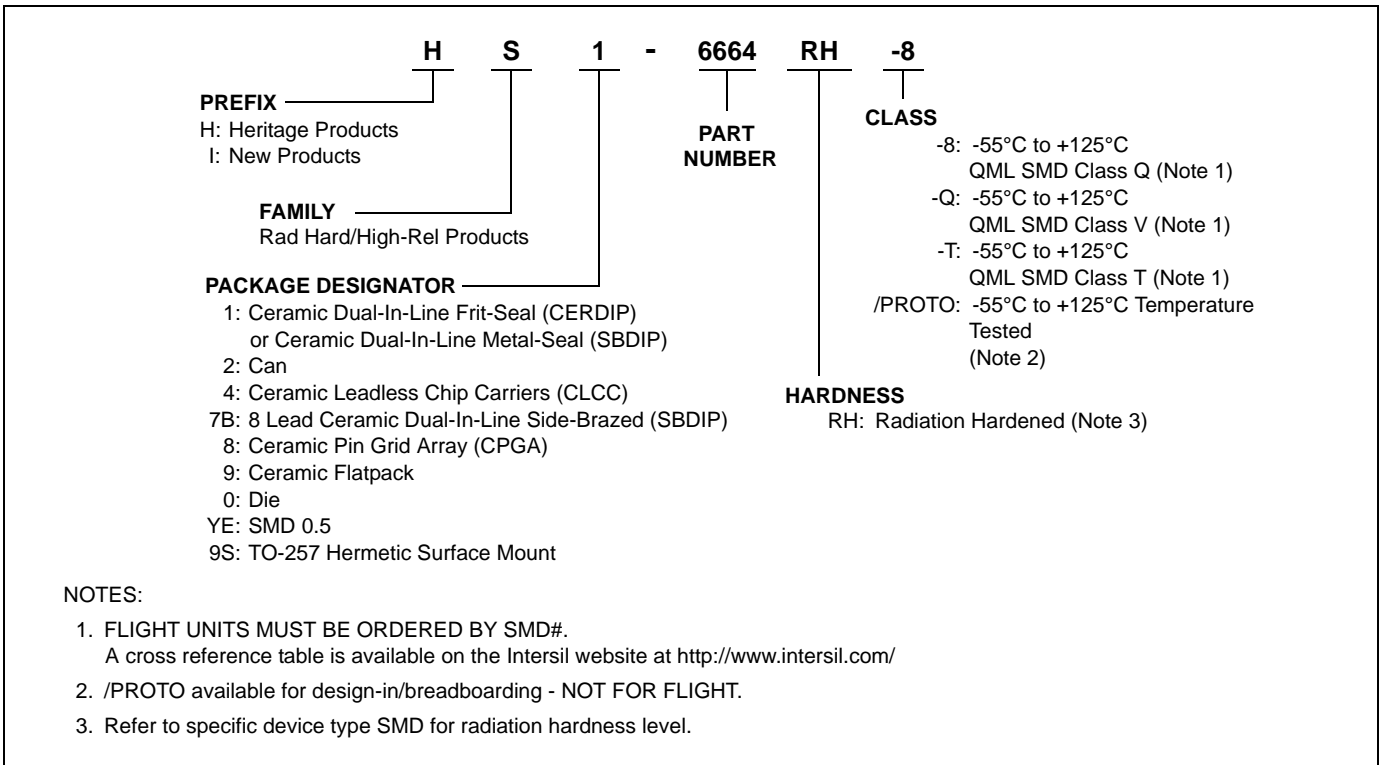 H S 1 - 6664 RH -8
PREFIX
H: Heritage Products
I: New Products
FAMILY
Rad Hard/High-Rel Products
PACKAGE DESIGNATOR
1: Ceramic Dual-In-Line Frit-Seal (CERDIP)
or Ceramic Dual-In-Line Metal-Seal (SBDIP)
2: Can
4: Ceramic Leadless Chip Carriers (CLCC)
7B: 8 Lead Ceramic Dual-In-Line Side-Brazed (SBDIP)
8: Ceramic Pin Grid Array (CPGA)
9: Ceramic Flatpack
0: Die
YE: SMD 0.5
9S: TO-257 Hermetic Surface Mount
PART
NUMBER
CLASS
-8: -55°C to +125°C
QML SMD Class Q (Note 1)
-Q: -55°C to +125°C
QML SMD Class V (Note 1)
-T: -55°C to +125°C
QML SMD Class T (Note 1)
/PROTO: -55°C to +125°C Temperature
Tested
(Note 2)
HARDNESS
RH: Radiation Hardened (Note 3)
NOTES:
1. FLIGHT UNITS MUST BE ORDERED BY SMD#.
A cross reference table is available on the Intersil website at http://www.intersil.com/
2. /PROTO available for design-in/breadboarding - NOT FOR FLIGHT.
3. Refer to specific device type SMD for radiation hardness level.